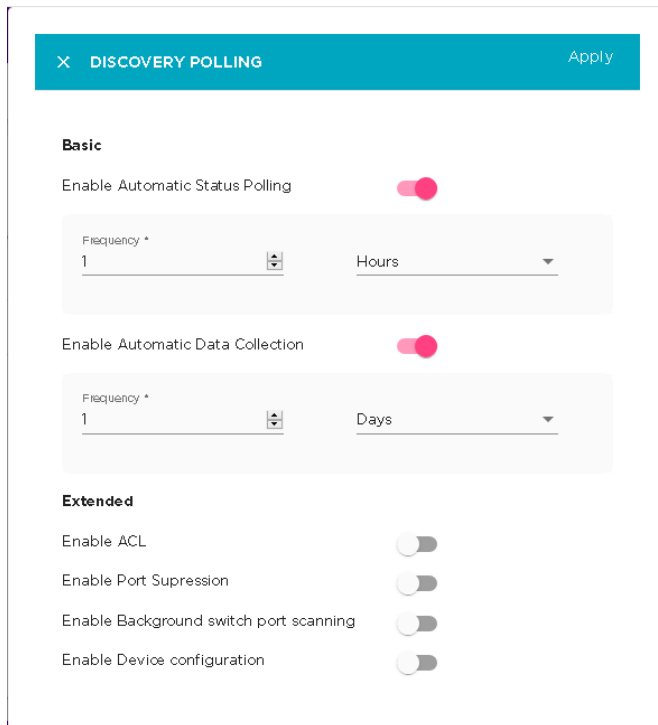 DISCOVERY POLLING Apply
Basic
Enable Automatic Status Polling
Frequency *
1 Hours
Enable Automatic Data Collection
Frequency *
1 Days
Extended
Enable ACL
Enable Port Supression
Enable Background switch port scanning
Enable Device configuration